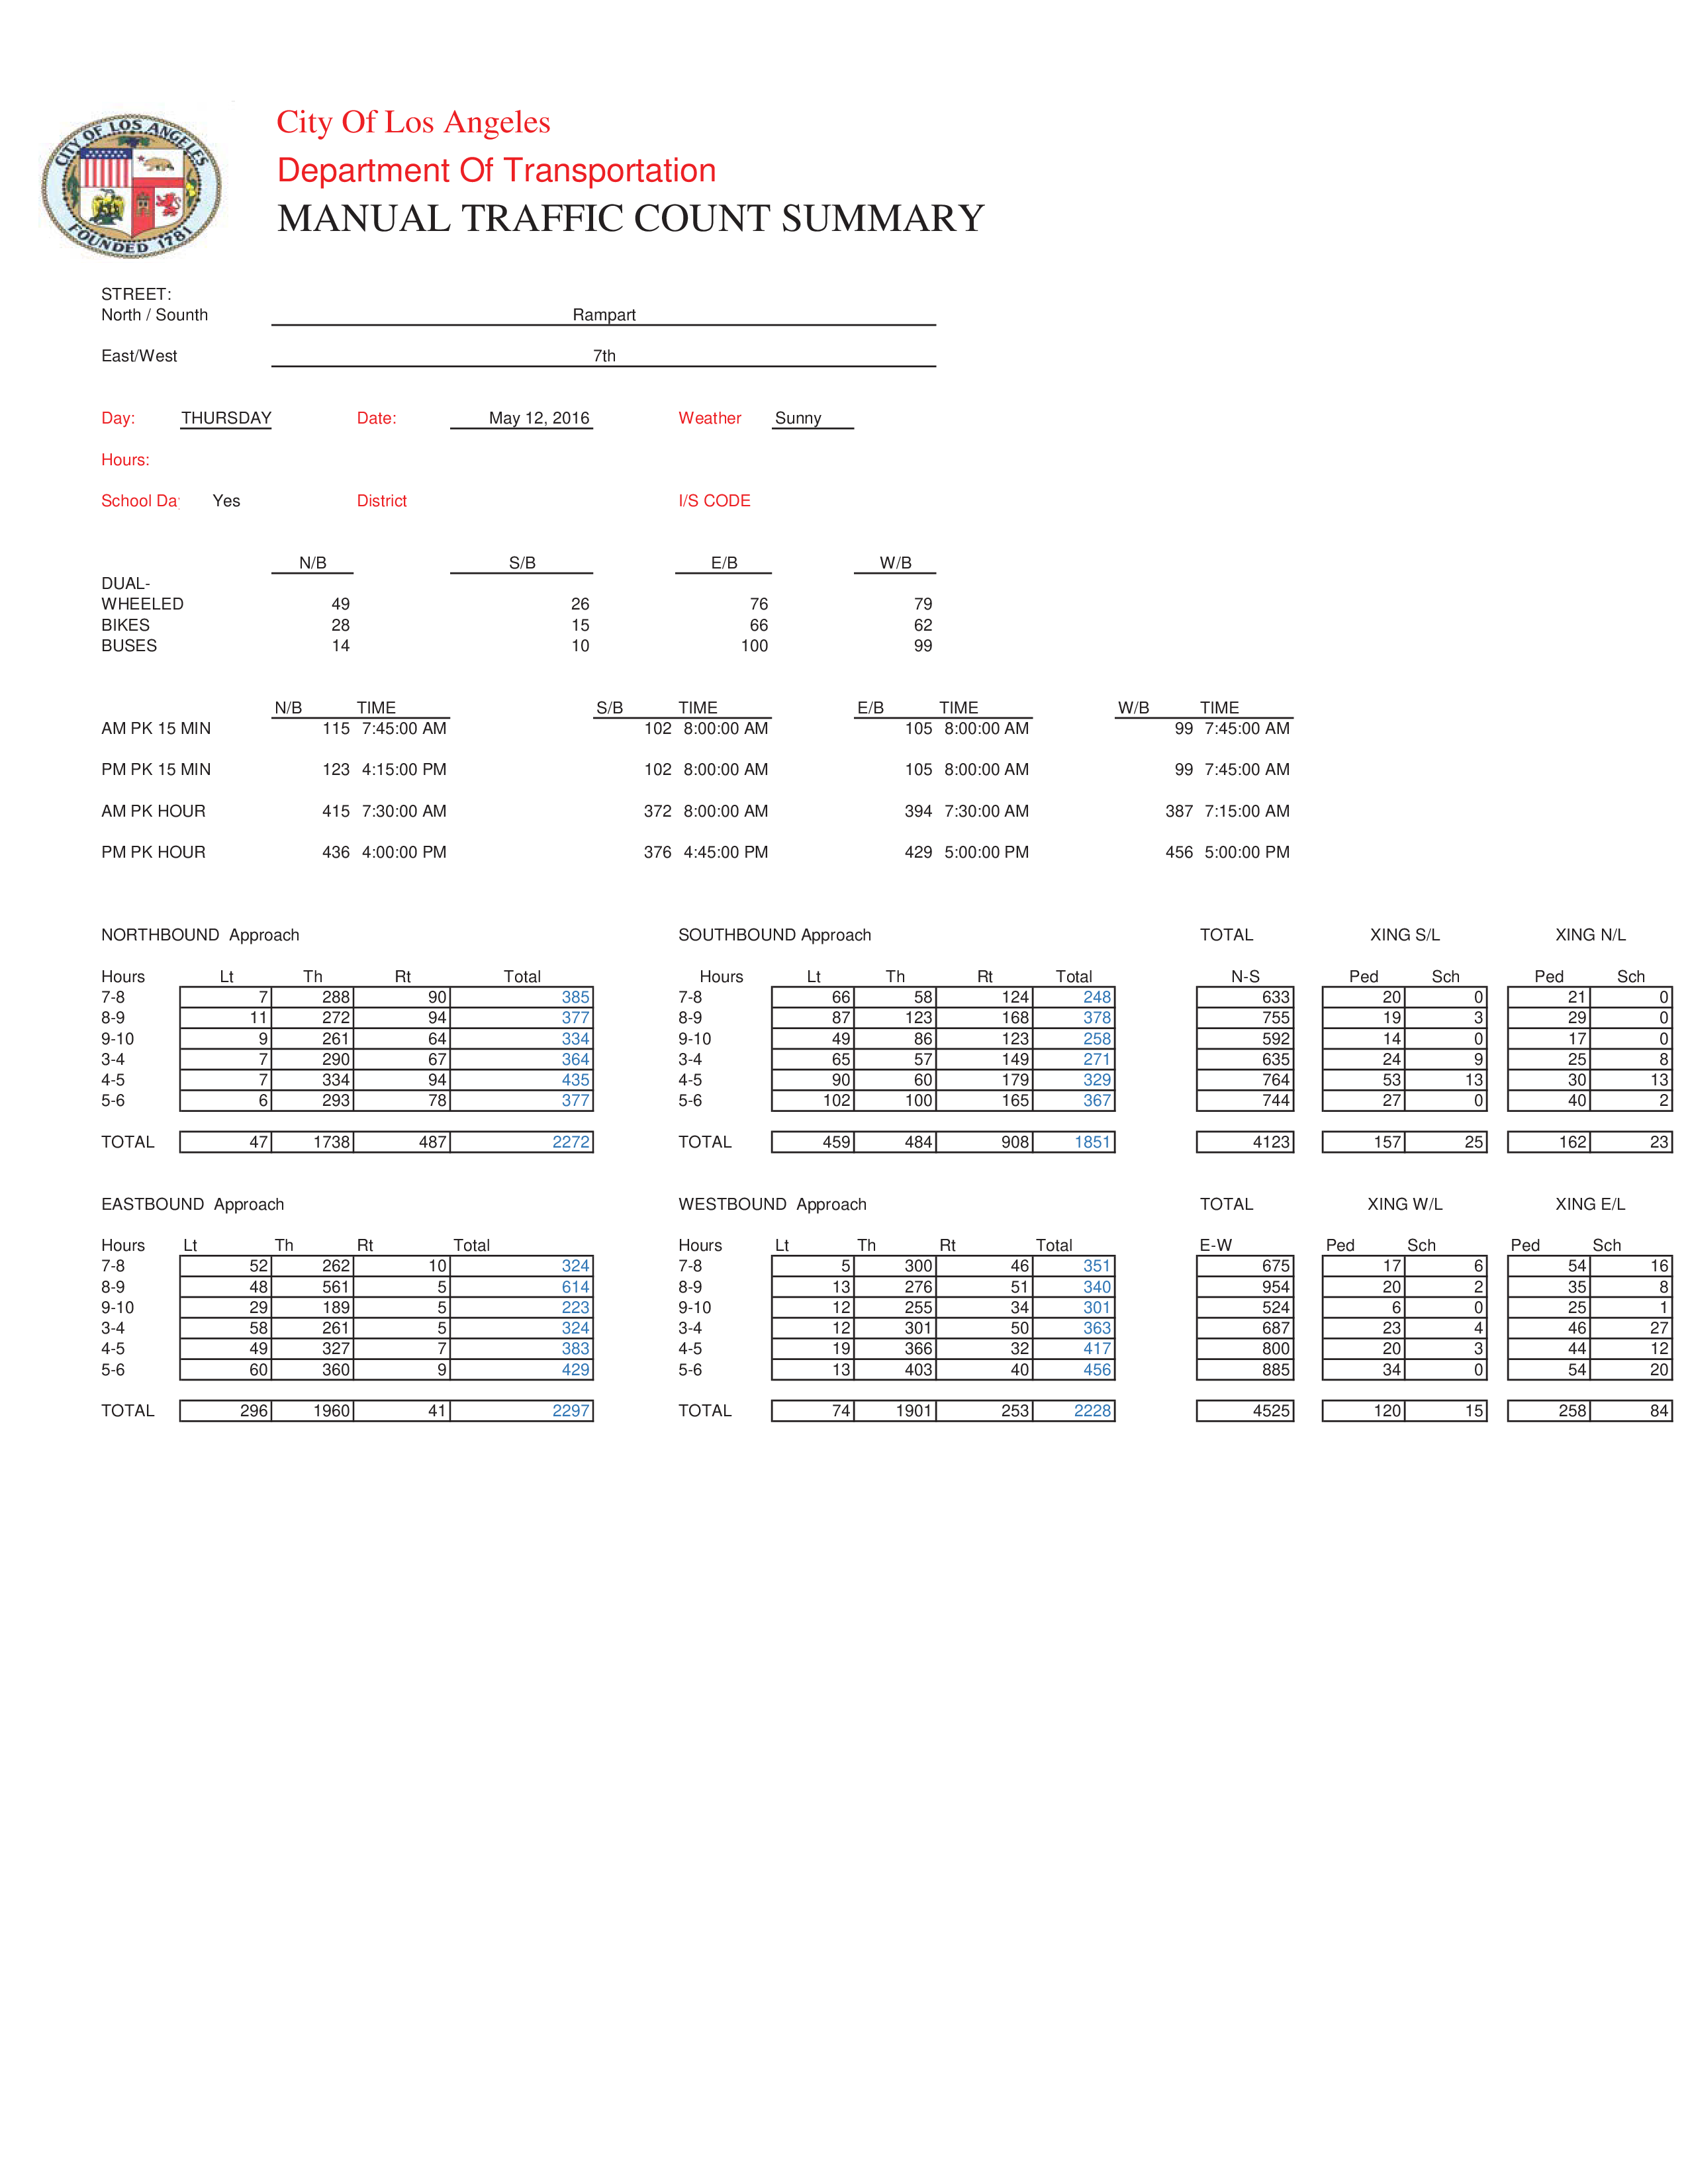 CITY OF LOS ANGELES
FOUNDED 1781
City Of Los Angeles
Department Of Transportation
MANUAL TRAFFIC COUNT SUMMARY
STREET:
North / Sounth Rampart
East/West 7th
Day: THURSDAY Date: May 12, 2016 Weather Sunny
Hours:
School Da Yes District I/S CODE
N/B S/B E/B W/B
DUAL-
WHEELED 49 26 76 79
BIKES 28 15 66 62
BUSES 14 10 100 99
N/B TIME S/B TIME E/B TIME W/B TIME
AM PK 15 MIN 115 7:45:00 AM 102 8:00:00 AM 105 8:00:00 AM 99 7:45:00 AM
PM PK 15 MIN 123 4:15:00 PM 102 8:00:00 AM 105 8:00:00 AM 99 7:45:00 AM
AM PK HOUR 415 7:30:00 AM 372 8:00:00 AM 394 7:30:00 AM 387 7:15:00 AM
PM PK HOUR 436 4:00:00 PM 376 4:45:00 PM 429 5:00:00 PM 456 5:00:00 PM
NORTHBOUND Approach SOUTHBOUND Approach TOTAL XING S/L XING N/L
Hours Lt Th Rt Total Hours Lt Th Rt Total N-S Ped Sch Ped Sch
7-8 7 288 90 385 7-8 66 58 124 248 633 20 0 21 0
8-9 11 272 94 377 8-9 87 123 168 378 755 19 3 29 0
9-10 9 261 64 334 9-10 49 86 123 258 592 14 0 17 0
3-4 7 290 67 364 3-4 65 57 149 271 635 24 9 25 8
4-5 7 334 94 435 4-5 90 60 179 329 764 53 13 30 13
5-6 6 293 78 377 5-6 102 100 165 367 744 27 0 40 2
TOTAL 47 1738 487 2272 TOTAL 459 484 908 1851 4123 157 25 162 23
EASTBOUND Approach WESTBOUND Approach TOTAL XING W/L XING E/L
Hours Lt Th Rt Total Hours Lt Th Rt Total E-W Ped Sch Ped Sch
7-8 52 262 10 324 7-8 5 300 46 351 675 17 6 54 16
8-9 48 561 5 614 8-9 13 276 51 340 954 20 2 35 8
9-10 29 189 5 223 9-10 12 255 34 301 524 6 0 25 1
3-4 58 261 5 324 3-4 12 301 50 363 687 23 4 46 27
4-5 49 327 7 383 4-5 19 366 32 417 800 20 3 44 12
5-6 60 360 9 429 5-6 13 403 40 456 885 34 0 54 20
TOTAL 296 1960 41 2297 TOTAL 74 1901 253 2228 4525 120 15 258 84